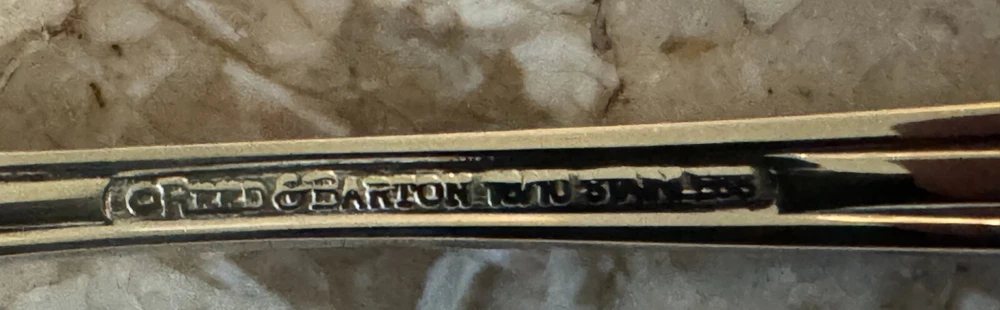 © REED & BARTON 18/10 STAINLESS